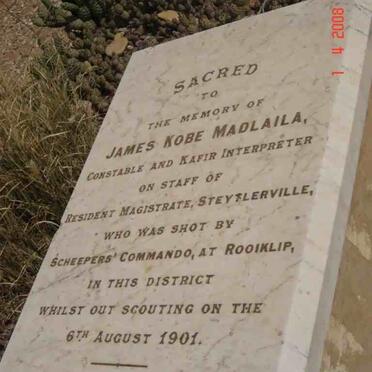 SACRED
TO
THE MEMORY OF
JAMES KOBE MADLAILA,
CONSTABLE AND KAFIR INTERPRETER
ON STAFF OF
RESIDENT MAGISTRATE, STEYTLERVILLE,
WHO WAS SHOT BY
SCHEEPERS' COMMANDO, AT ROOIKLIP,
IN THIS DISTRICT
WHILST OUT SCOUTING ON THE
6TH AUGUST 1901.
1 4 2008